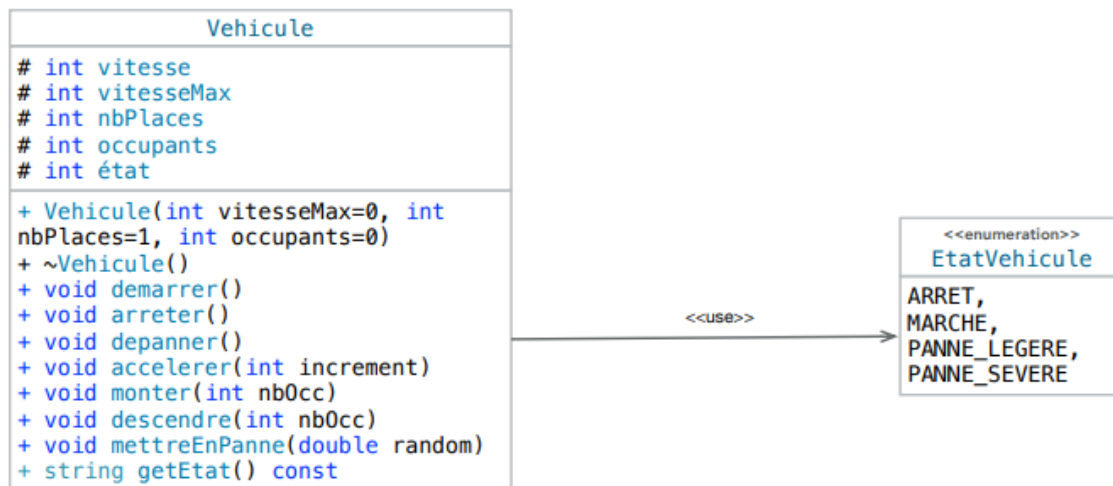 Vehicule
# int vitesse
# int vitesseMax
# int nbPlaces
# int occupants
# int état
+ Vehicule(int vitesseMax=0, int
nbPlaces=1, int occupants=0)
+ ~Vehicule()
+ void demarrer()
+ void arreter()
+ void depanner()
+ void accelerer(int increment)
+ void monter(int nbOcc)
+ void descendre(int nbOcc)
+ void mettreEnPanne(double random)
+ string getEtat() const
<<use>>
<<enumeration>>
EtatVehicule
ARRET,
MARCHE,
PANNE_LEGERE,
PANNE_SEVERE